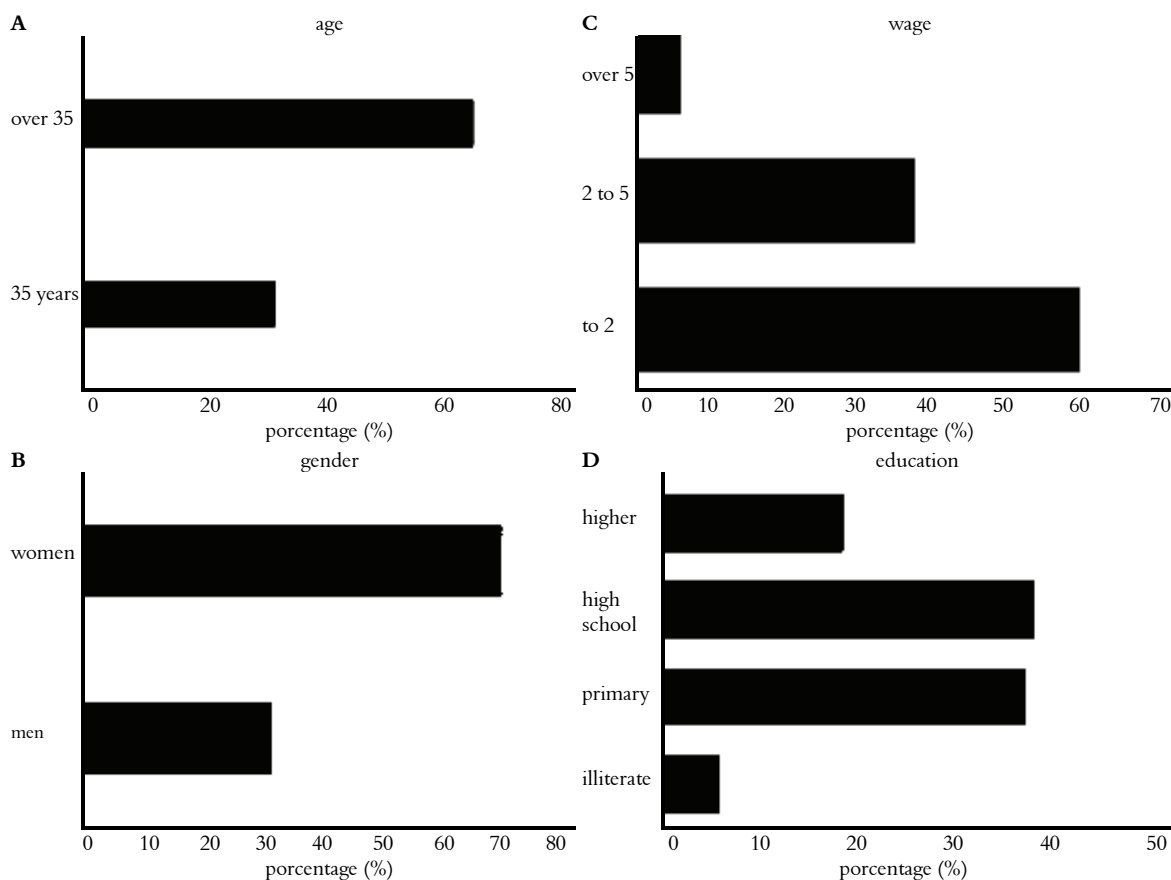 A
age
over 35
35 years
0 20 40 60 80
porcentage (%)
B
gender
women
men
0 10 20 30 40 50 60 70 80
porcentage (%)
C
wage
over 5
2 to 5
to 2
0 10 20 30 40 50 60 70
porcentage (%)
D
education
higher
high
school
primary
illiterate
0 10 20 30 40 50
porcentage (%)